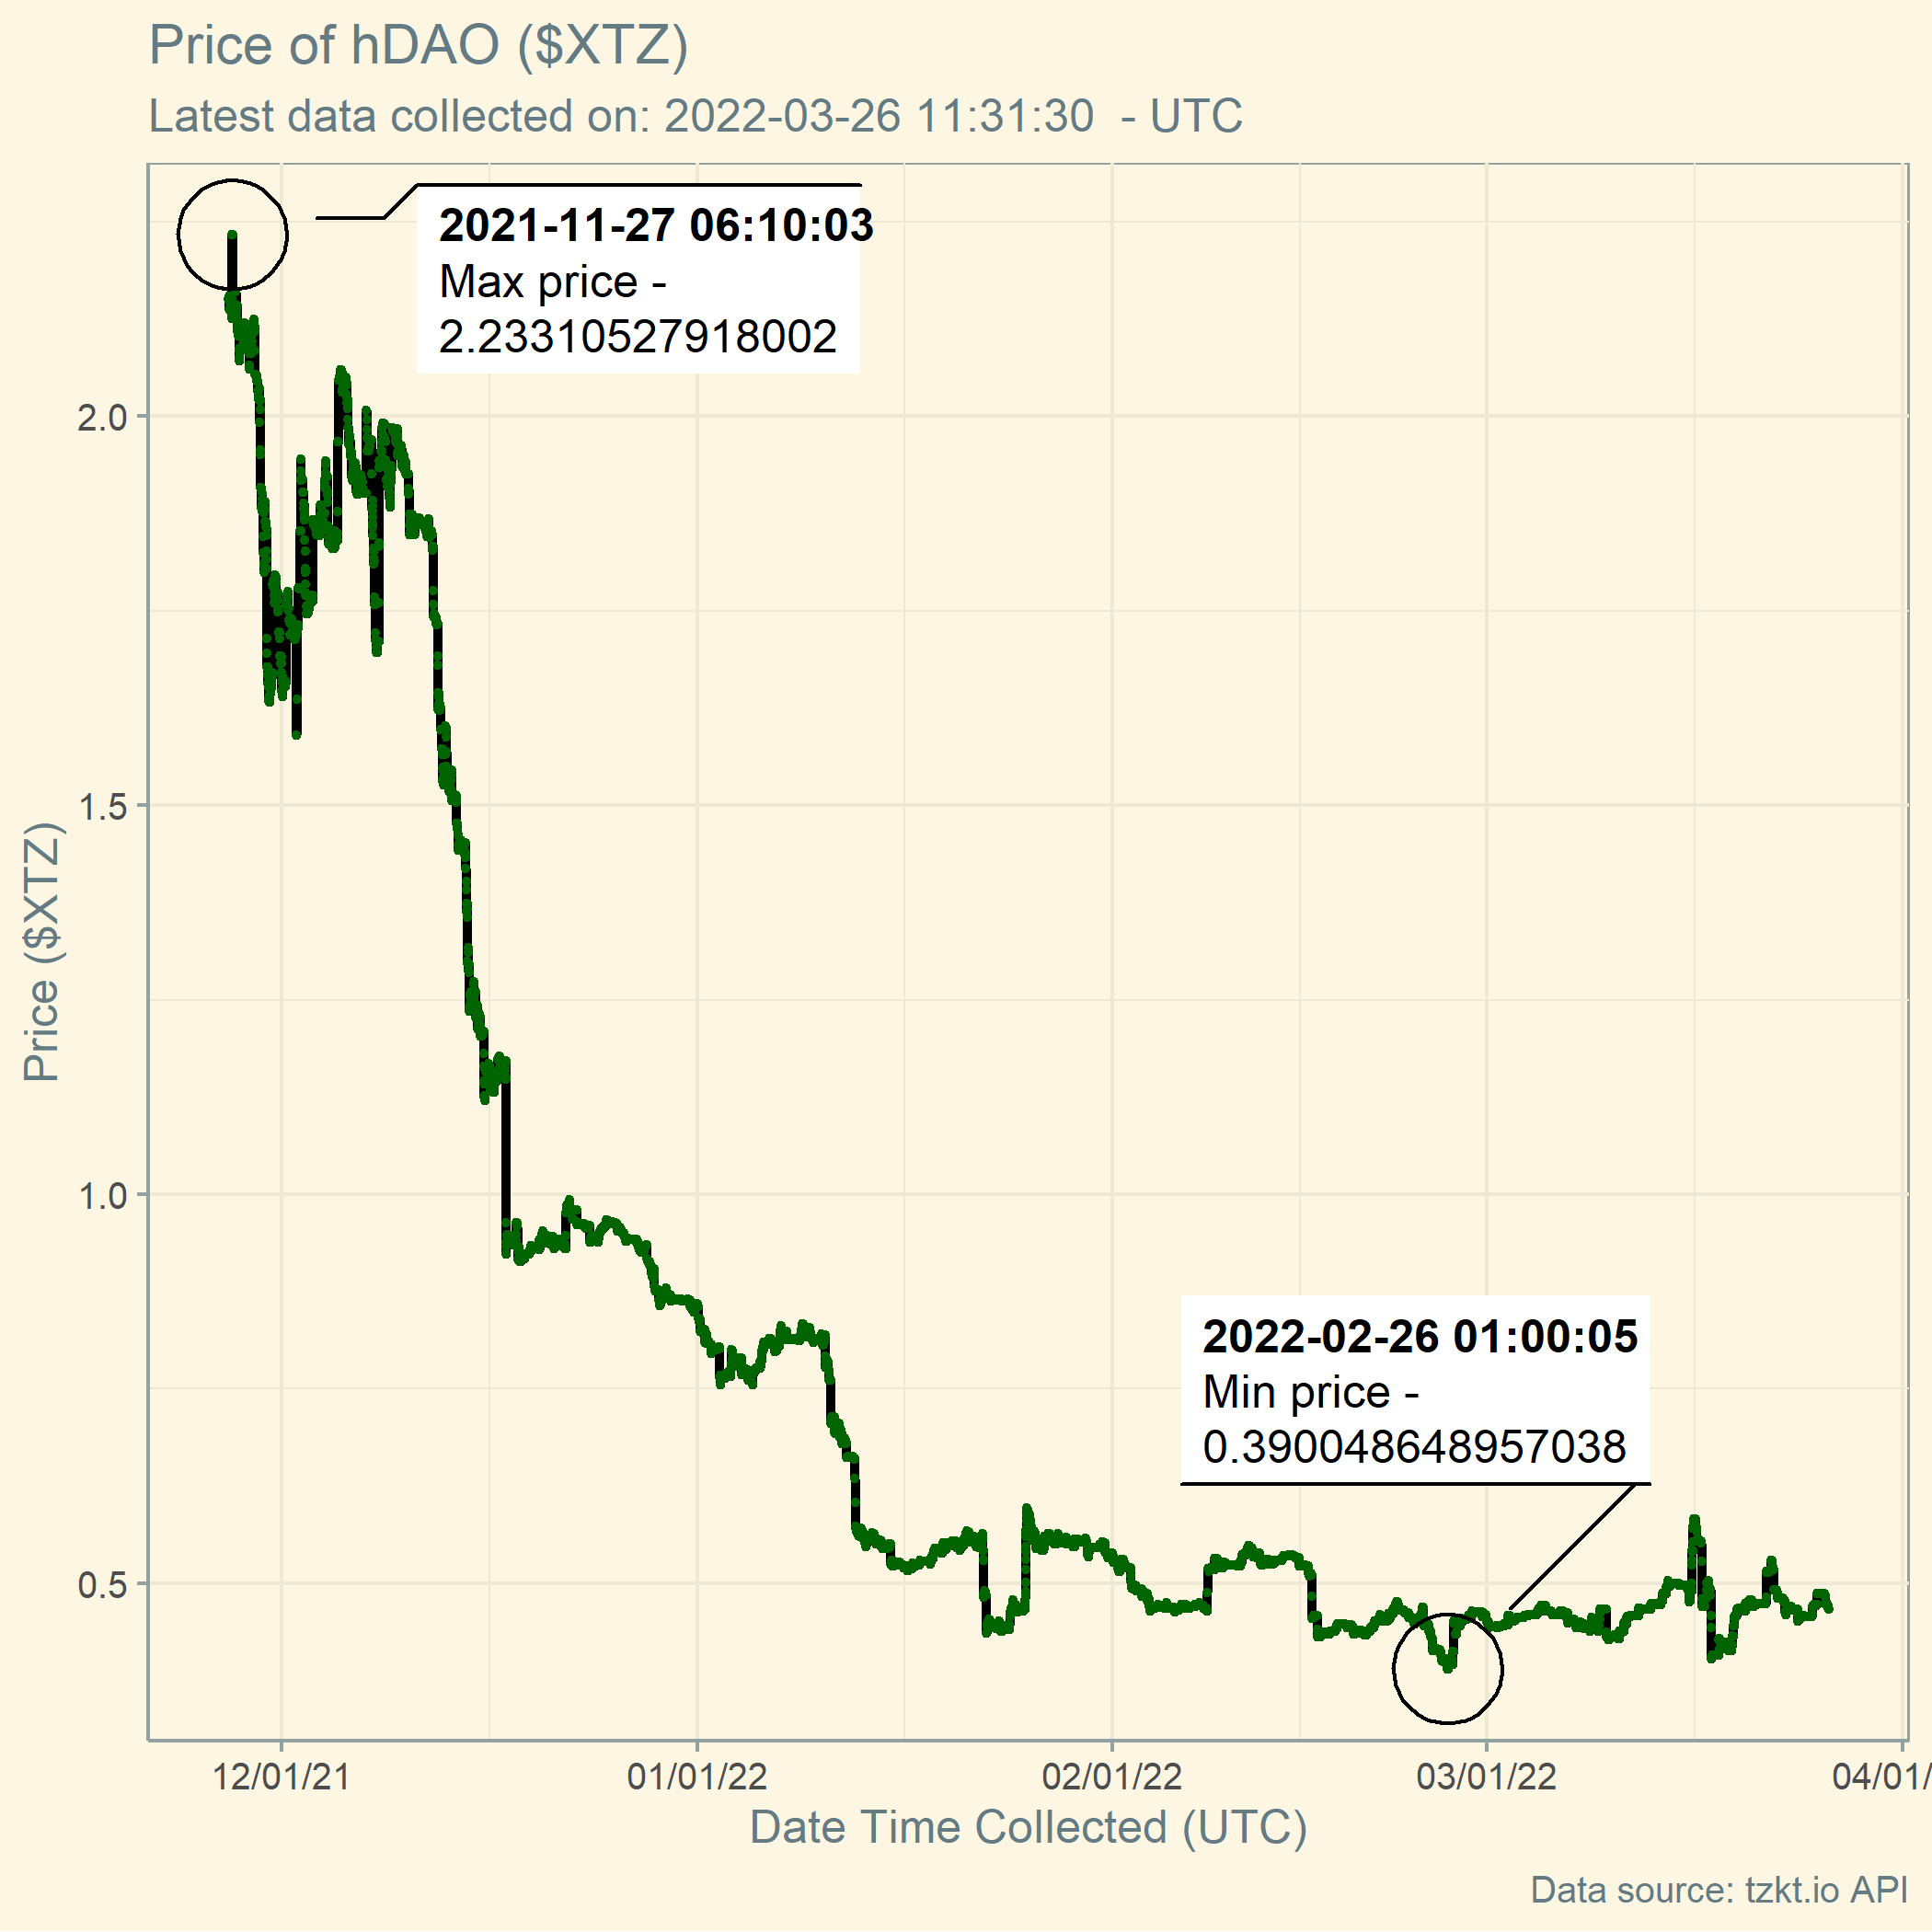 Price of hDAO ($XTZ)
Latest data collected on: 2022-03-26 11:31:30  - UTC
2021-11-27 06:10:03
Max price -
2.23310527918002
2.0
1.5
1.0
0.5
Price ($XTZ)
2022-02-26 01:00:05
Min price -
0.390048648957038
12/01/21
01/01/22
02/01/22
03/01/22
04/01/
Date Time Collected (UTC)
Data source: tzkt.io API